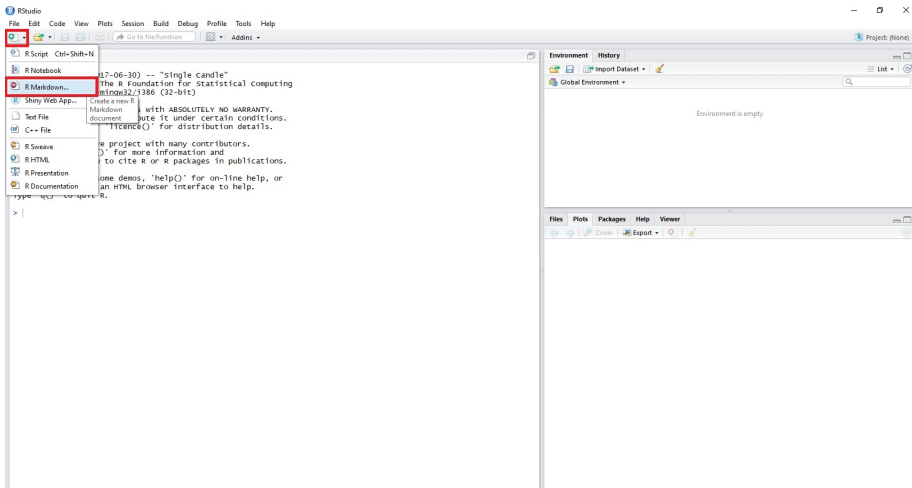 RStudio
File Edit Code View Plots Session Build Debug Profile Tools Help
Go to file/function Addins
Project: (None)
R Script Ctrl+Shift+N
R Notebook
R Markdown...
Shiny Web App...
Text File
C++ File
R Sweave
R HTML
R Presentation
R Documentation
Create a new R
Markdown
document
17-06-30) -- "Single Candle"
The R Foundation for Statistical Computing
mingw32/i386 (32-bit)
s with ABSOLUTELY NO WARRANTY.
ute it under certain conditions.
'licence()' for distribution details.
e project with many contributors.
)' for more information and
to cite R or R packages in publications.
ome demos, 'help()' for on-line help, or
an HTML browser interface to help.
Type 'q()' to quit R.
>
Environment History
Import Dataset List
Global Environment
Environment is empty
Files Plots Packages Help Viewer
Zoom Export